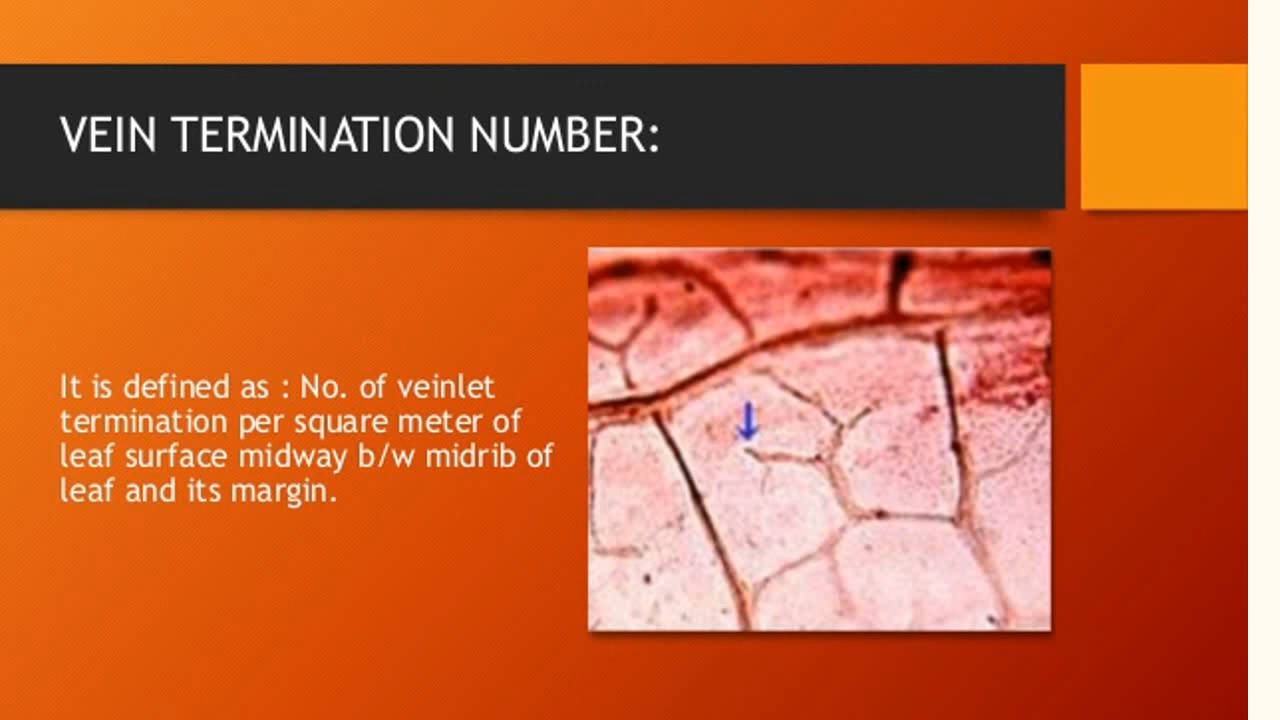 VEIN TERMINATION NUMBER:
It is defined as : No. of veinlet
termination per square meter of
leaf surface midway b/w midrib of
leaf and its margin.